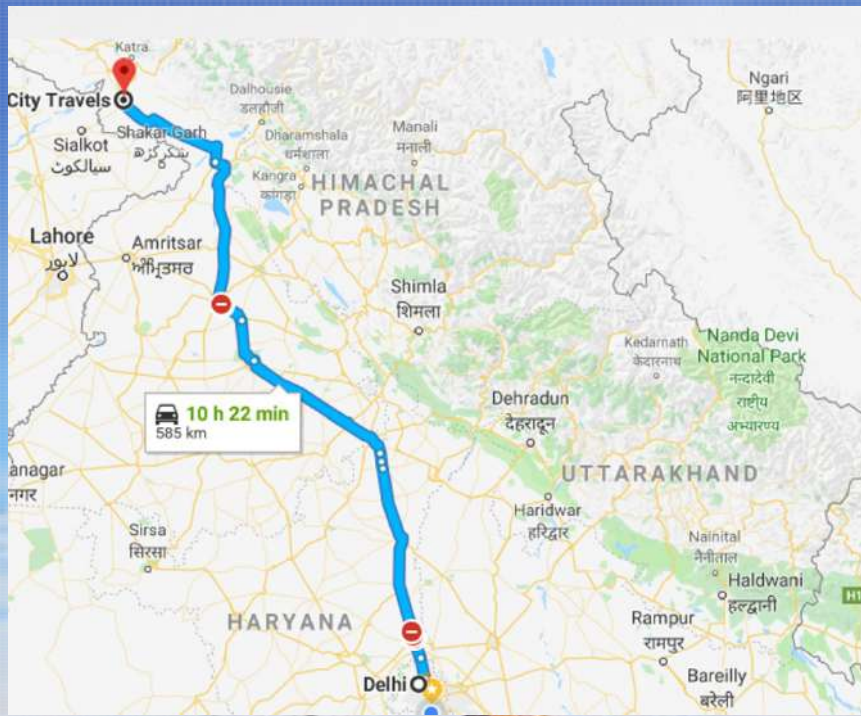 Katra
City Travels
Dalhousie
डलहौज़ी
Ngari
阿里地区
Shakar Garh
شکرگڑھ
Sialkot
سیالکوٹ
Dharamshala
धर्मशाला
Manali
मनाली
Kangra
कांगड़ा
HIMACHAL
PRADESH
Lahore
لاہور
Amritsar
ਅੰਮ੍ਰਿਤਸਰ
Shimla
शिमला
Kedarnath
केदारनाथ
Nanda Devi
National Park
नन्दादेवी
राष्ट्रीय
अभ्यारण्य
10 h 22 min
585 km
Dehradun
देहरादून
anagar
नगर
UTTARAKHAND
Haridwar
हरिद्वार
Sirsa
सिरसा
Nainital
नैनीताल
Haldwani
हल्द्वानी
H1
HARYANA
Rampur
रामपुर
Delhi
Bareilly
बरेली